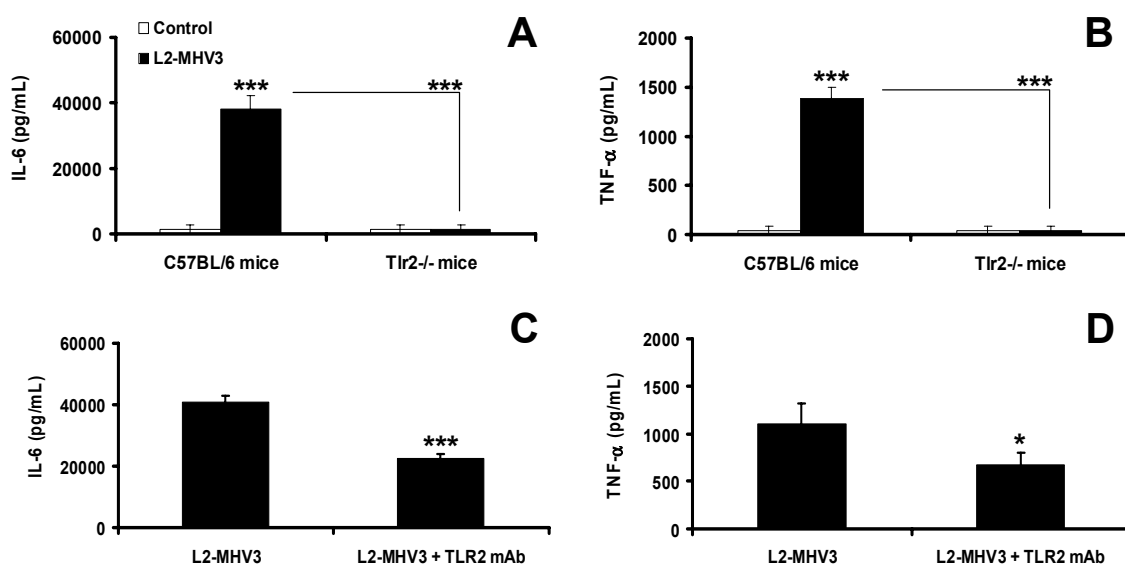 Control
L2-MHV3
A
60000
40000
20000
0
IL-6 (pg/mL)
***
***
C57BL/6 mice
Tlr2-/- mice
B
2000
1500
1000
500
0
TNF-α (pg/mL)
***
***
C57BL/6 mice
Tlr2-/- mice
C
60000
40000
20000
0
IL-6 (pg/mL)
***
L2-MHV3
L2-MHV3 + TLR2 mAb
D
2000
1500
1000
500
0
TNF-α (pg/mL)
*
L2-MHV3
L2-MHV3 + TLR2 mAb